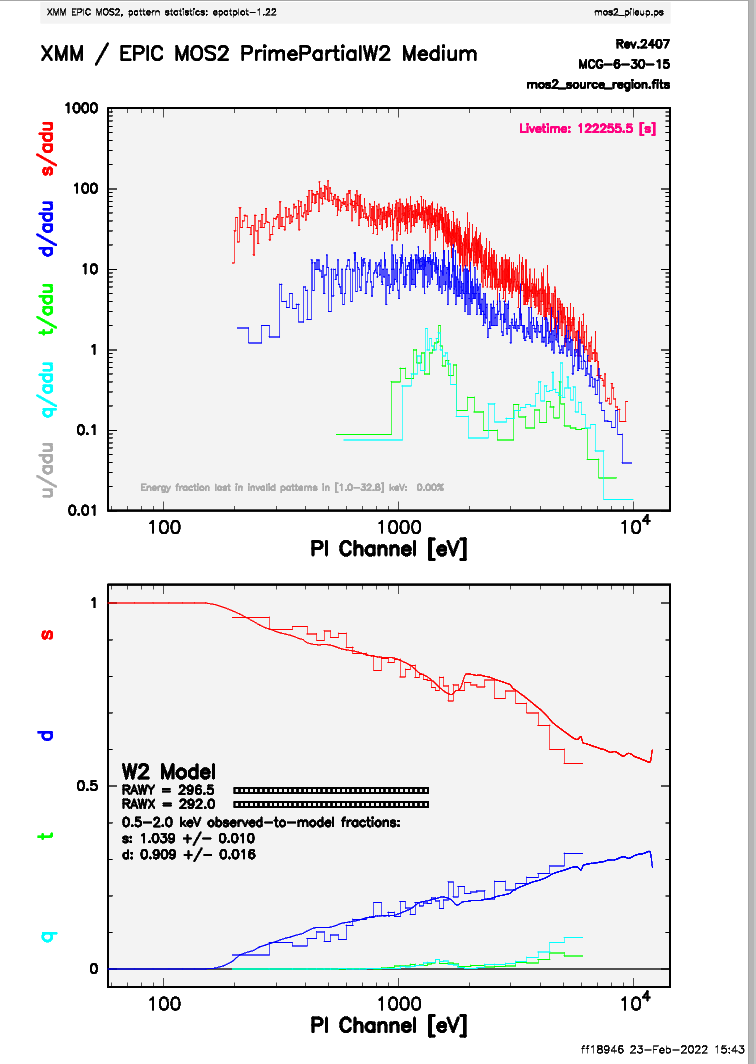 XMM EPIC MOS2, pattern statistics: epatplot-1.22
mos2_pileup.ps
XMM / EPIC MOS2 PrimePartialW2 Medium
Rev.2407
MCG-6-30-15
mos2_source_region.fits
Livetime: 122255.5 [s]
u/adu q/adu t/adu d/adu s/adu
1000
100
10
1
0.1
0.01
Energy fraction lost in invalid patterns in [1.0-32.8] keV: 0.00%
100 1000 10⁴
PI Channel [eV]
q t d s
1
0.5
0
W2 Model
RAWY = 296.5
RAWX = 292.0
0.5-2.0 keV observed-to-model fractions:
s: 1.039 +/- 0.010
d: 0.909 +/- 0.016
100 1000 10⁴
PI Channel [eV]
ff18946 23-Feb-2022 15:43